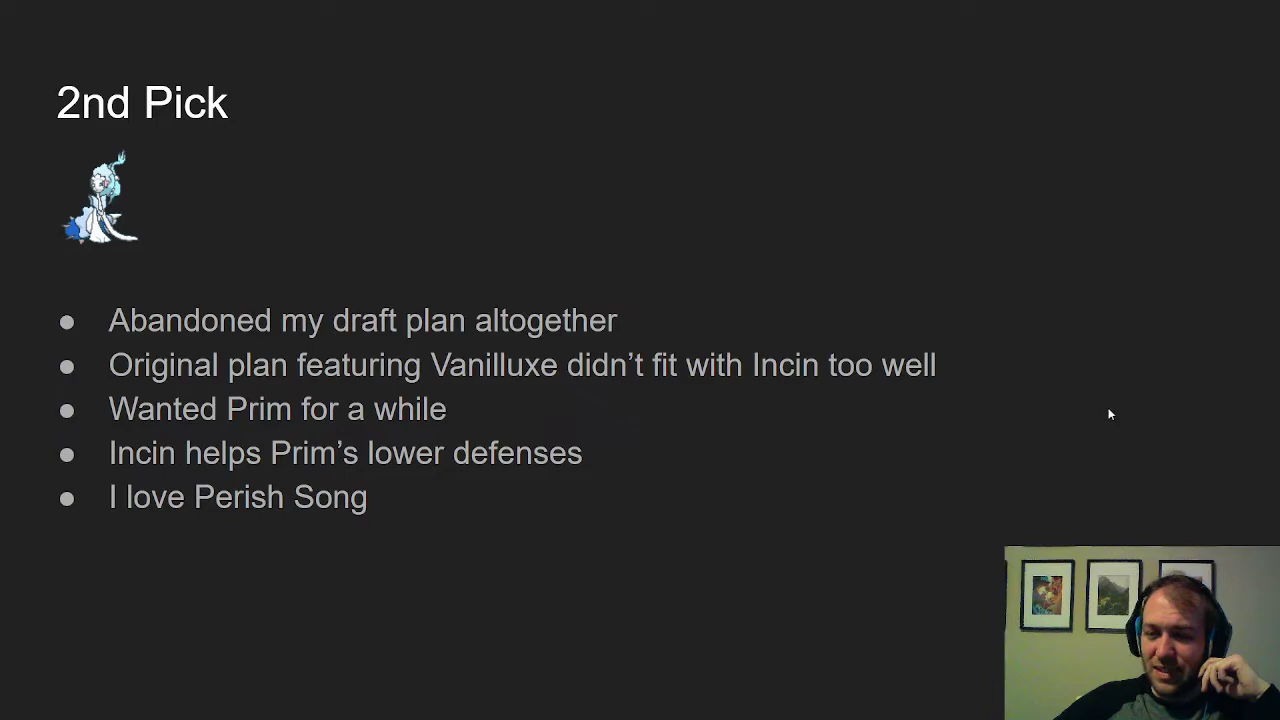 2nd Pick
● Abandoned my draft plan altogether
● Original plan featuring Vanilluxe didn’t fit with Incin too well
● Wanted Prim for a while
● Incin helps Prim’s lower defenses
● I love Perish Song